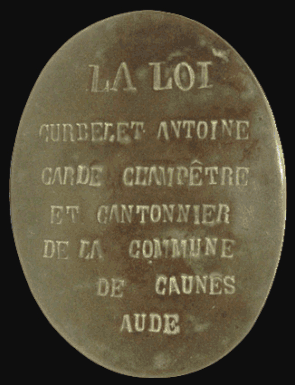 LA LOI
CURBELET ANTOINE
GARDE CHAMPÊTRE
ET CANTONNIER
DE LA COMMUNE
DE CAUNES
AUDE